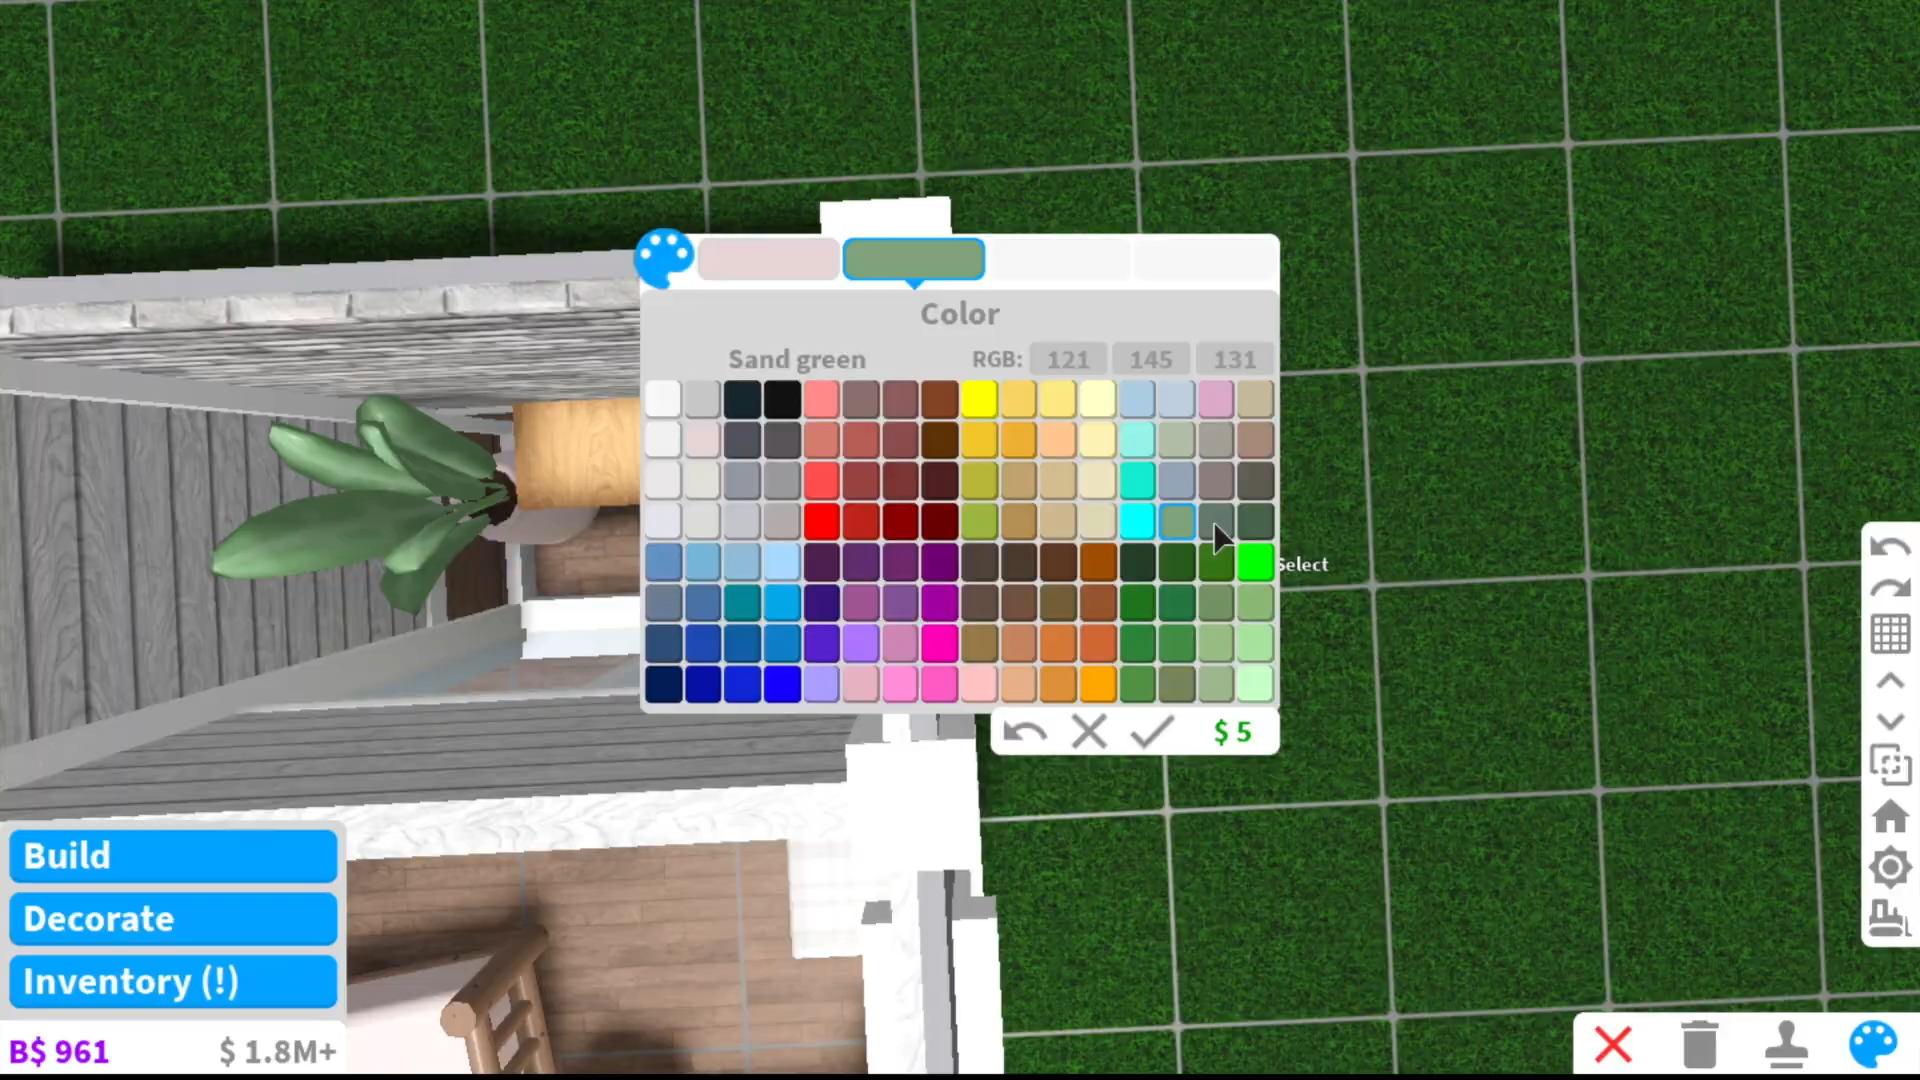 Color
Sand green RGB: 121 145 131
Select
$ 5
Build
Decorate
Inventory (!)
B$ 961 $ 1.8M+